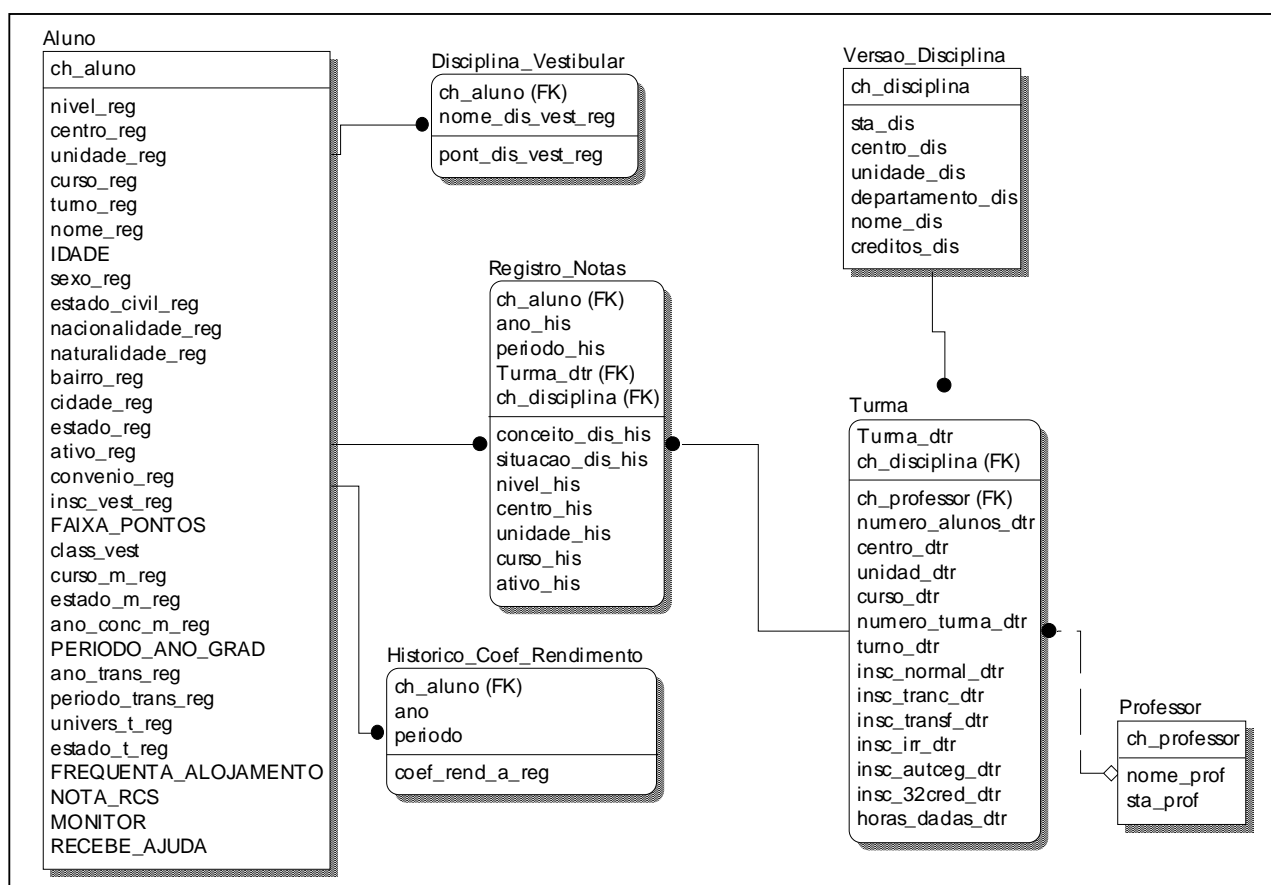 Aluno
ch_aluno
nivel_reg
centro_reg
unidade_reg
curso_reg
turno_reg
nome_reg
IDADE
sexo_reg
estado_civil_reg
nacionalidade_reg
naturalidade_reg
bairro_reg
cidade_reg
estado_reg
ativo_reg
convenio_reg
insc_vest_reg
FAIXA_PONTOS
class_vest
curso_m_reg
estado_m_reg
ano_conc_m_reg
PERIODO_ANO_GRAD
ano_trans_reg
periodo_trans_reg
univers_t_reg
estado_t_reg
FREQUENTA_ALOJAMENTO
NOTA_RCS
MONITOR
RECEBE_AJUDA
Disciplina_Vestibular
ch_aluno (FK)
nome_dis_vest_reg
pont_dis_vest_reg
Registro_Notas
ch_aluno (FK)
ano_his
periodo_his
Turma_dtr (FK)
ch_disciplina (FK)
conceito_dis_his
situacao_dis_his
nivel_his
centro_his
unidade_his
curso_his
ativo_his
Historico_Coef_Rendimento
ch_aluno (FK)
ano
periodo
coef_rend_a_reg
Versao_Disciplina
ch_disciplina
sta_dis
centro_dis
unidade_dis
departamento_dis
nome_dis
creditos_dis
Turma
Turma_dtr
ch_disciplina (FK)
ch_professor (FK)
numero_alunos_dtr
centro_dtr
unidad_dtr
curso_dtr
numero_turma_dtr
turno_dtr
insc_normal_dtr
insc_tranc_dtr
insc_transf_dtr
insc_irr_dtr
insc_autceg_dtr
insc_32cred_dtr
horas_dadas_dtr
Professor
ch_professor
nome_prof
sta_prof